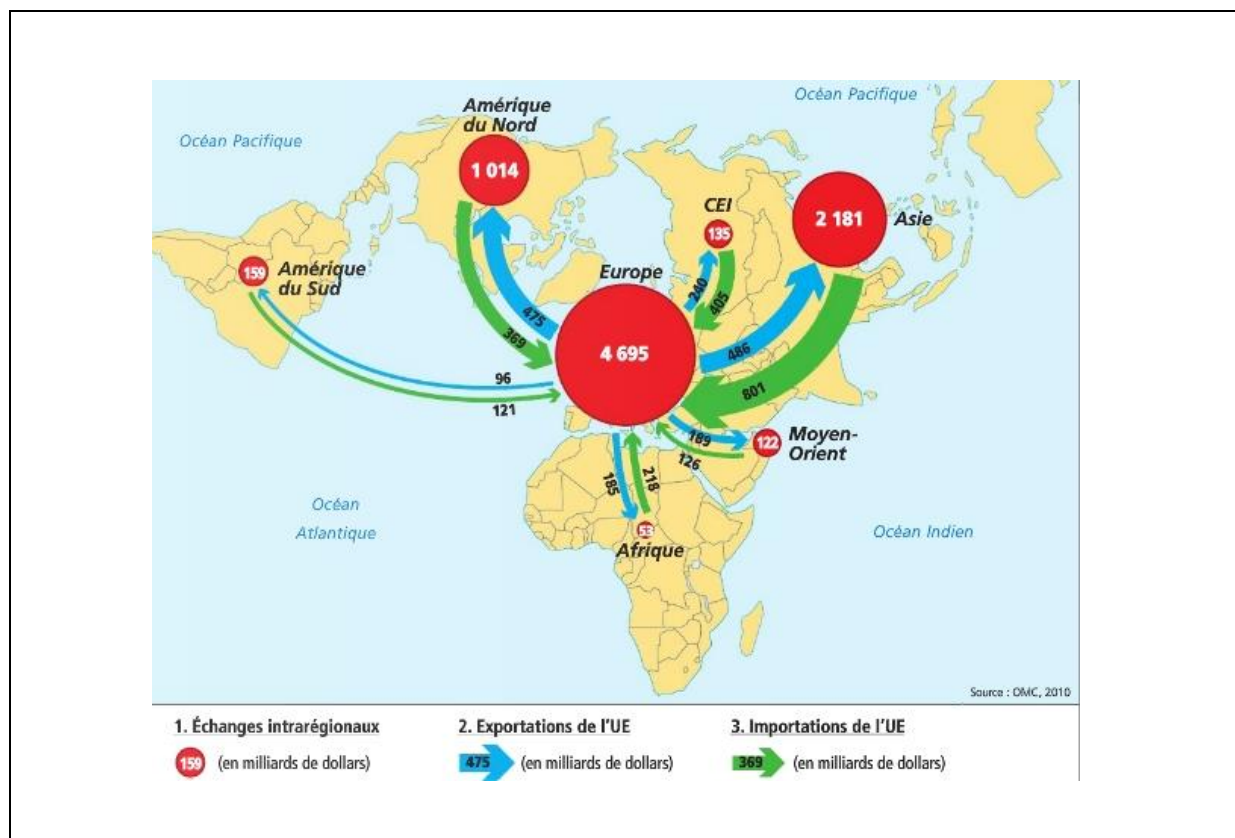 Océan Pacifique
Amérique
du Nord
Océan Pacifique
1 014
CEI
135
2 181
Asie
159
Amérique
du Sud
Europe
240
405
475
369
4 695
486
801
96
121
189
126
122
Moyen-
Orient
185
218
53
Afrique
Océan
Atlantique
Océan Indien
Source : OMC, 2010
1. Échanges intrarégionaux
159 (en milliards de dollars)
2. Exportations de l'UE
475 (en milliards de dollars)
3. Importations de l'UE
369 (en milliards de dollars)